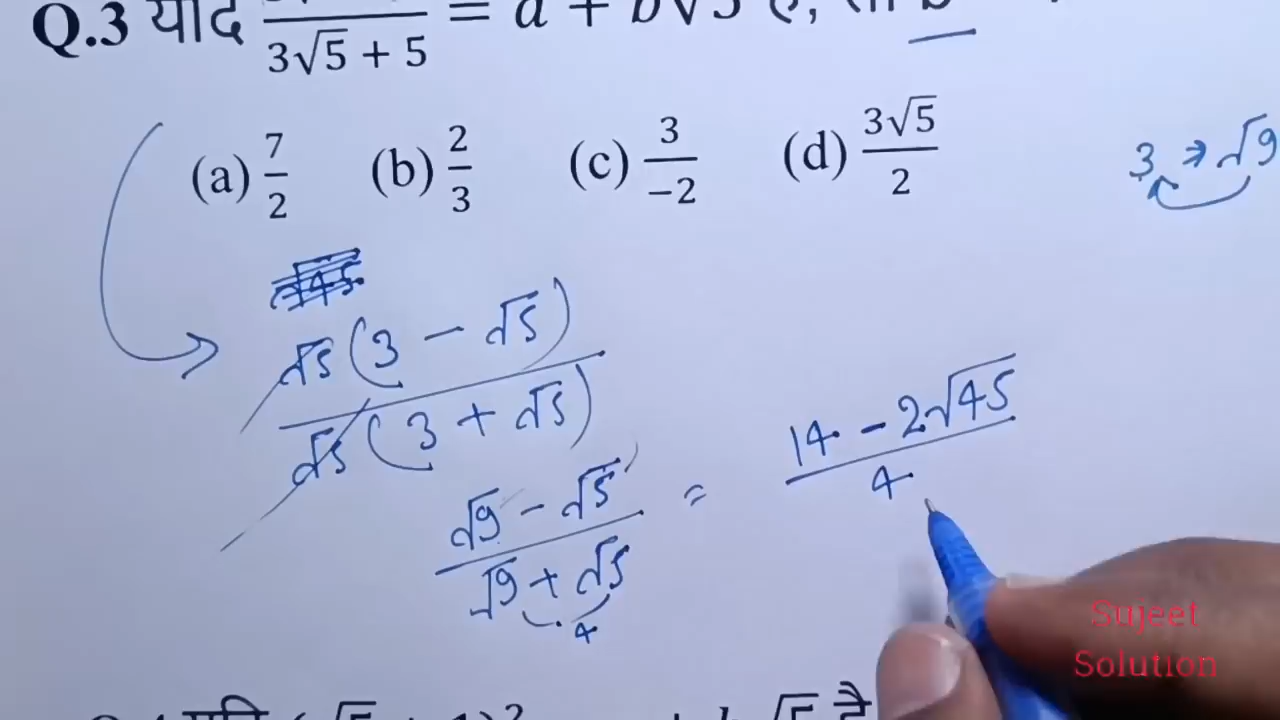 Q.3 यदि /(3√5 + 5) = a + b√5 है, तो b
(a) 7/2 (b) 2/3 (c) 3/-2 (d) 3√5/2
3 → √9
√5(3 - √5)
√5(3 + √5)
√9 - √5 = 14 - 2√45
√9 + √5 4
4
Sujeet
Solution